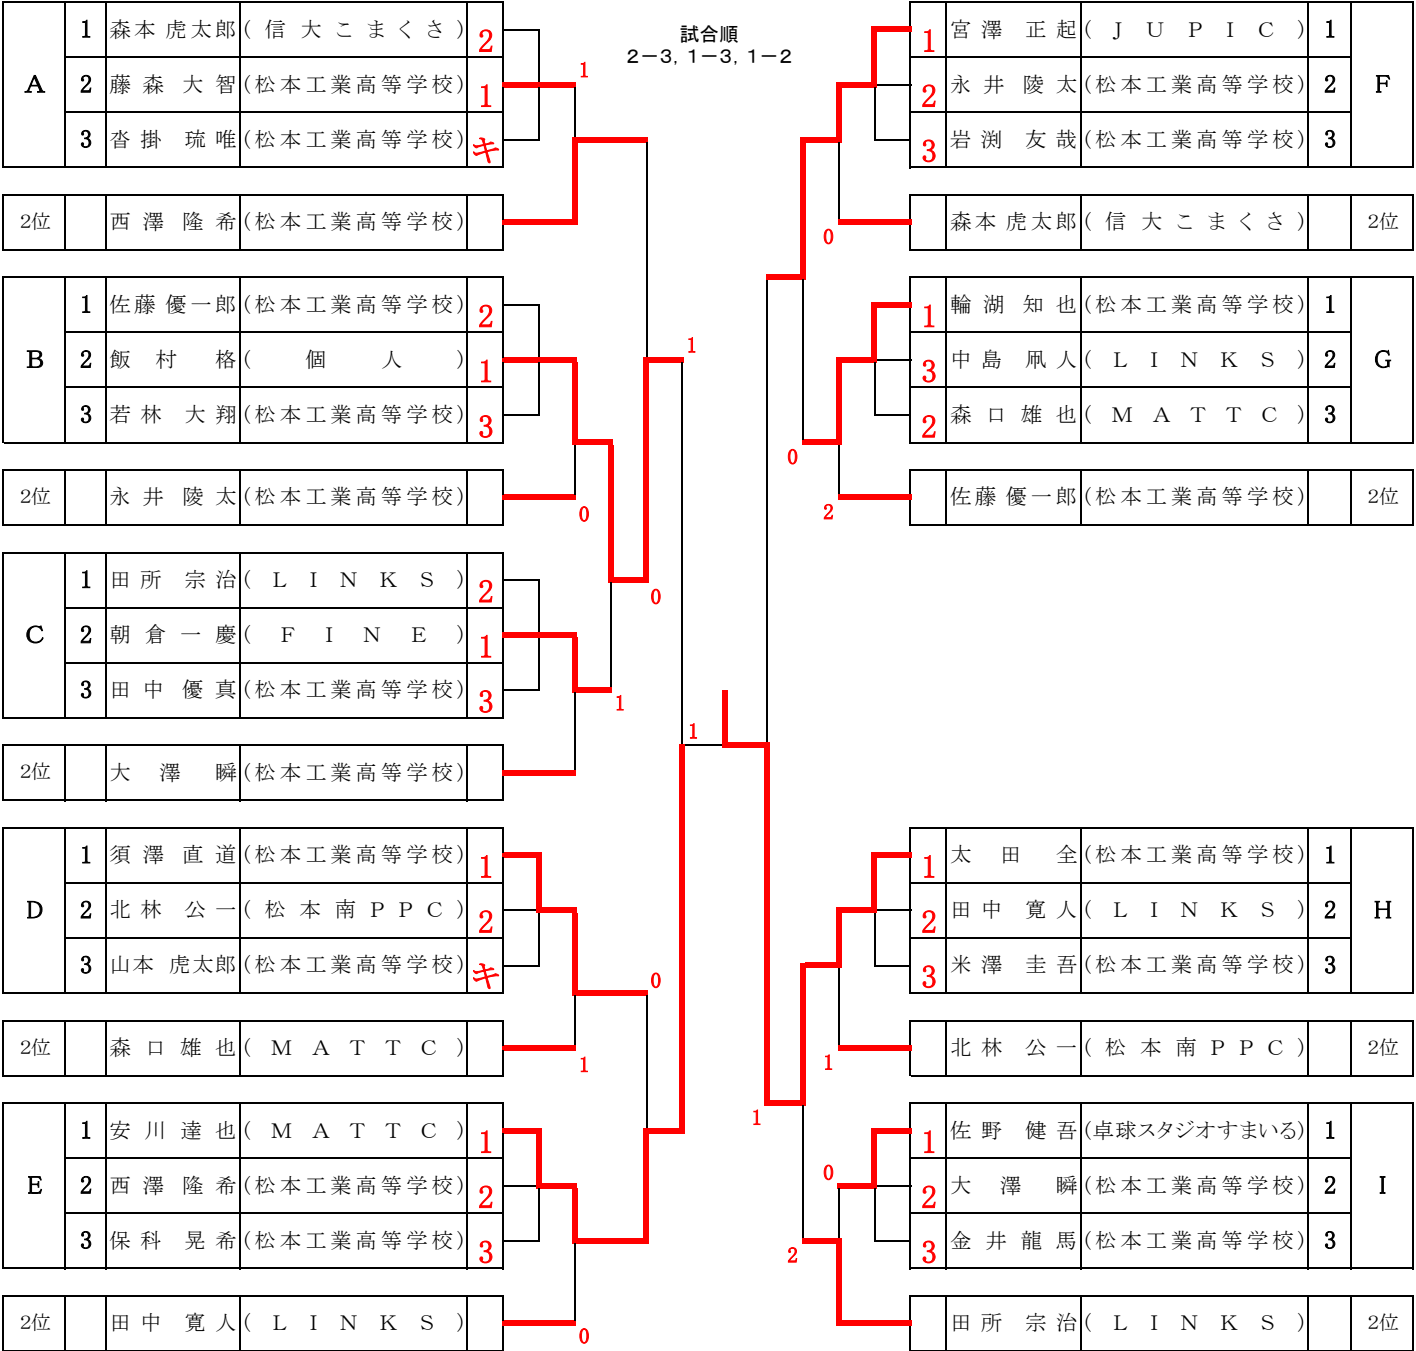 試合順
2－3，1－3，1－2
A
1 森本 虎太郎 (信大こまくさ) 2
2 藤森 大智 (松本工業高等学校) 1
3 沓掛 琉唯 (松本工業高等学校) キ
2位 西澤 隆希 (松本工業高等学校)
1
B
1 佐藤 優一郎 (松本工業高等学校) 2
2 飯村 格 (個人) 1
3 若林 大翔 (松本工業高等学校) 3
2位 永井 陵太 (松本工業高等学校)
0
1
C
1 田所 宗治 (LINKS) 2
2 朝倉 一慶 (FINE) 1
3 田中 優真 (松本工業高等学校) 3
2位 大澤 瞬 (松本工業高等学校)
0
1
1
D
1 須澤 直道 (松本工業高等学校) 1
2 北林 公一 (松本南PPC) 2
3 山本 虎太郎 (松本工業高等学校) キ
2位 森口 雄也 (MATTC)
0
1
E
1 安川 達也 (MATTC) 1
2 西澤 隆希 (松本工業高等学校) 2
3 保科 晃希 (松本工業高等学校) 3
2位 田中 寛人 (LINKS)
0
F
1 宮澤 正起 (JUPIC) 1
2 永井 陵太 (松本工業高等学校) 2
3 岩渕 友哉 (松本工業高等学校) 3
森本 虎太郎 (信大こまくさ) 2位
0
G
1 輪湖 知也 (松本工業高等学校) 1
3 中島 凧人 (LINKS) 2
2 森口 雄也 (MATTC) 3
佐藤 優一郎 (松本工業高等学校) 2位
0
2
H
1 太田 全 (松本工業高等学校) 1
2 田中 寛人 (LINKS) 2
3 米澤 圭吾 (松本工業高等学校) 3
北林 公一 (松本南PPC) 2位
1
1
I
1 佐野 健吾 (卓球スタジオすまいる) 1
2 大澤 瞬 (松本工業高等学校) 2
3 金井 龍馬 (松本工業高等学校) 3
田所 宗治 (LINKS) 2位
0
2